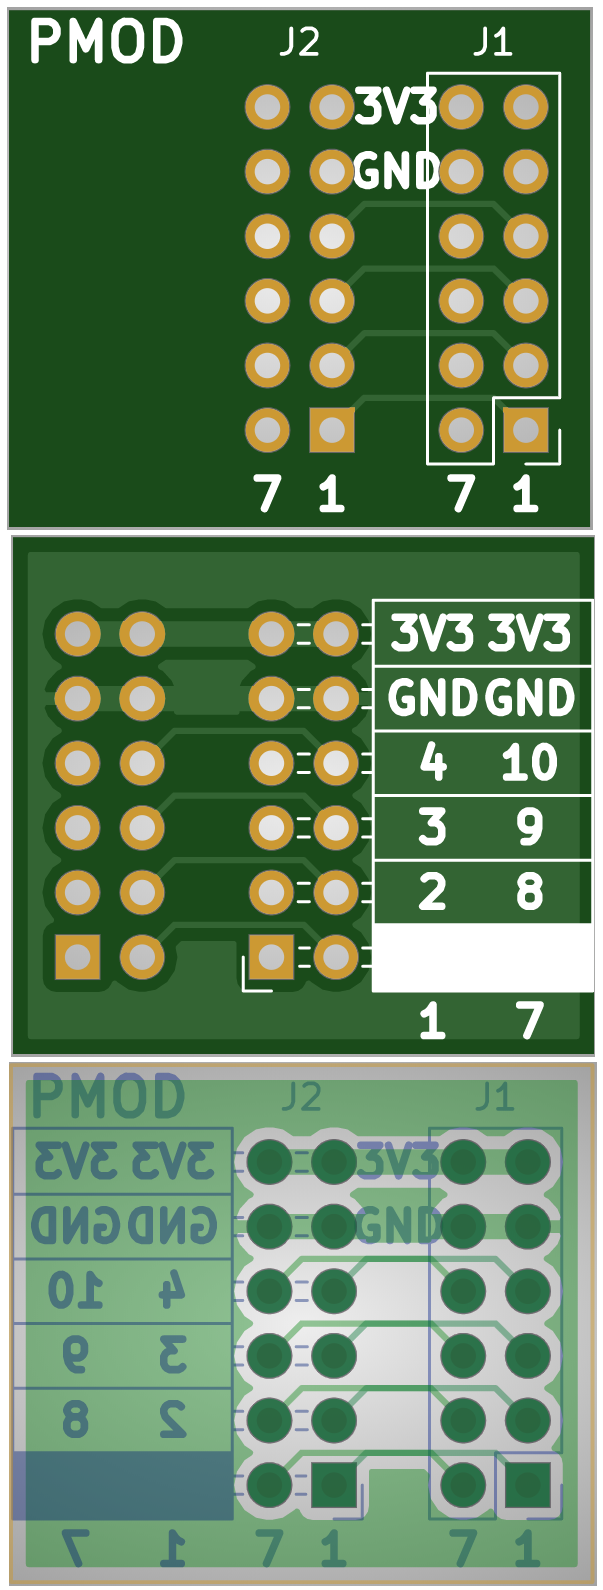 PMOD J2 J1
3V3
GND
7 1 7 1
3V3 3V3
GND GND
4 10
3 9
2 8
1 7
PMOD J2 J1
3V3 3V3 3V3
GND GND GND
10 4
9 3
8 2
7 1 7 1 7 1